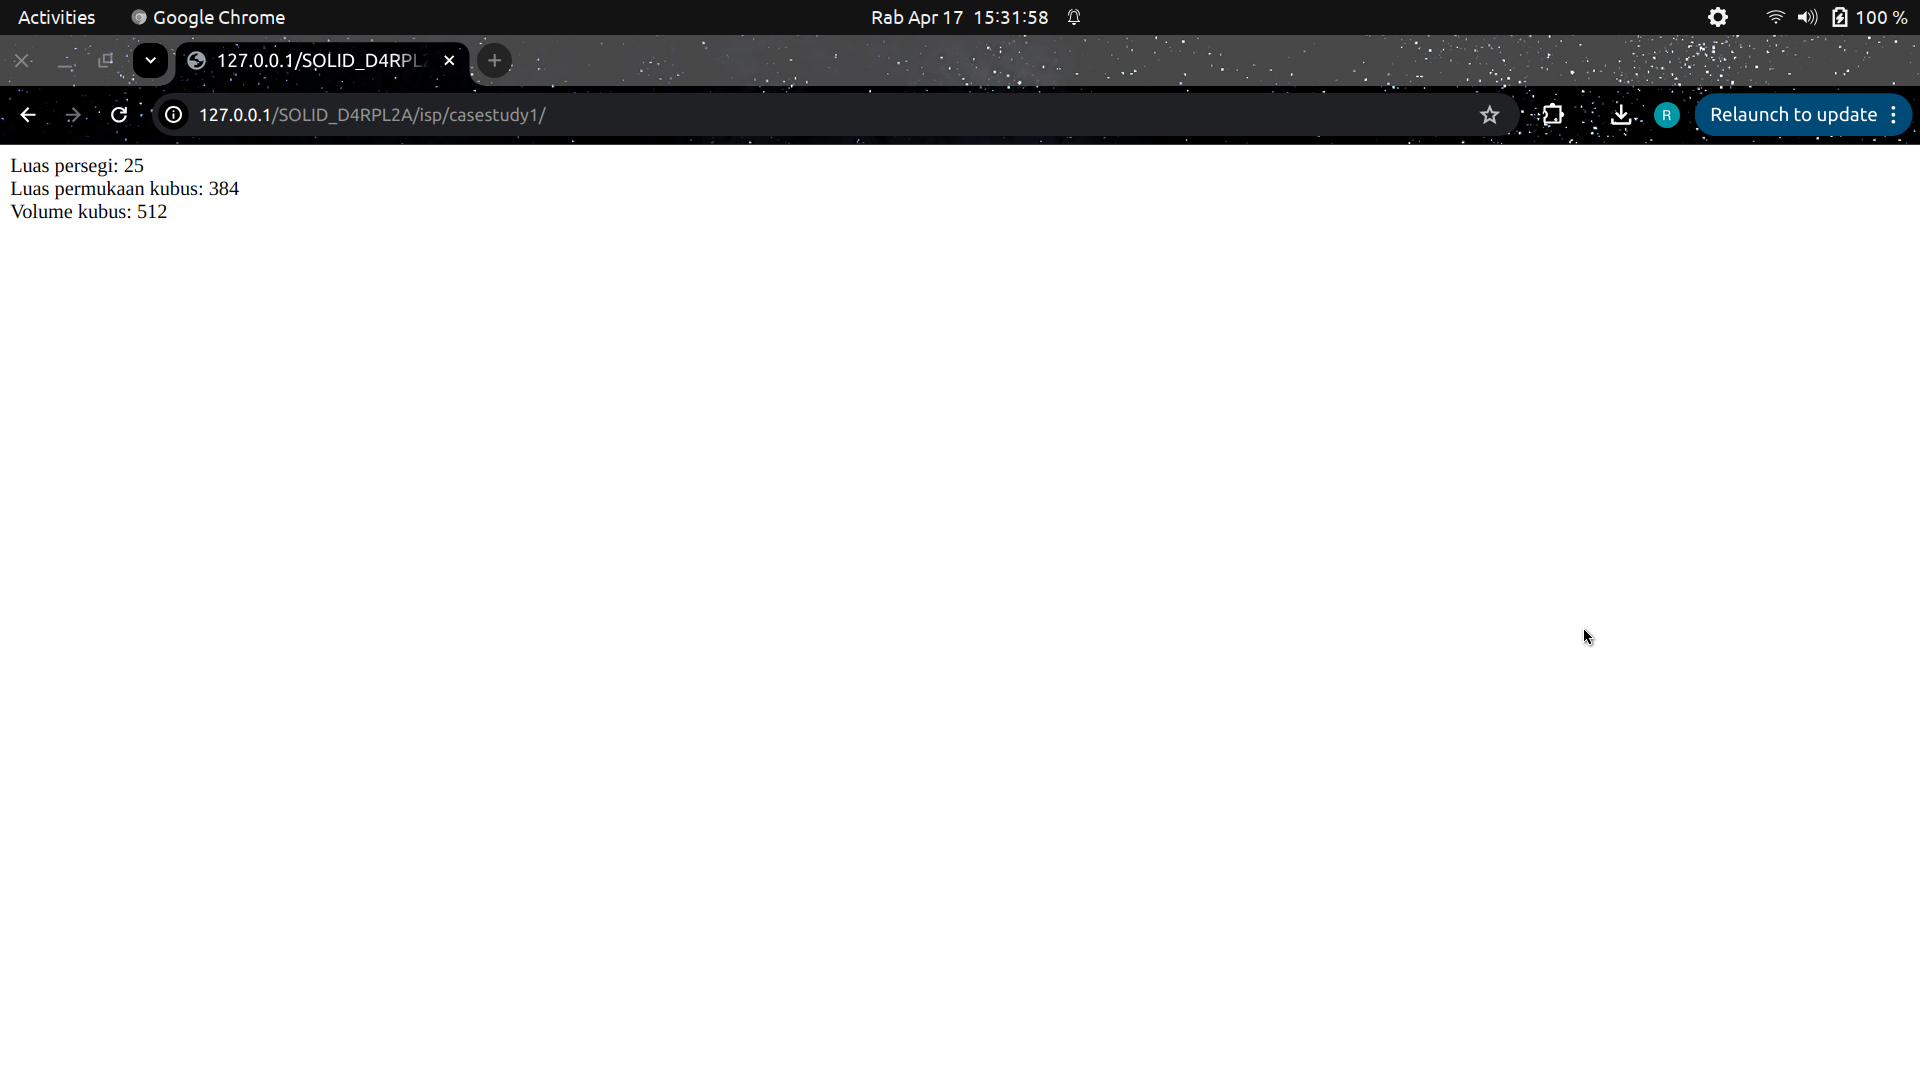 Activities Google Chrome Rab Apr 17 15:31:58 100 %
127.0.0.1/SOLID_D4RPL
127.0.0.1/SOLID_D4RPL2A/isp/casestudy1/ R Relaunch to update
Luas persegi: 25
Luas permukaan kubus: 384
Volume kubus: 512